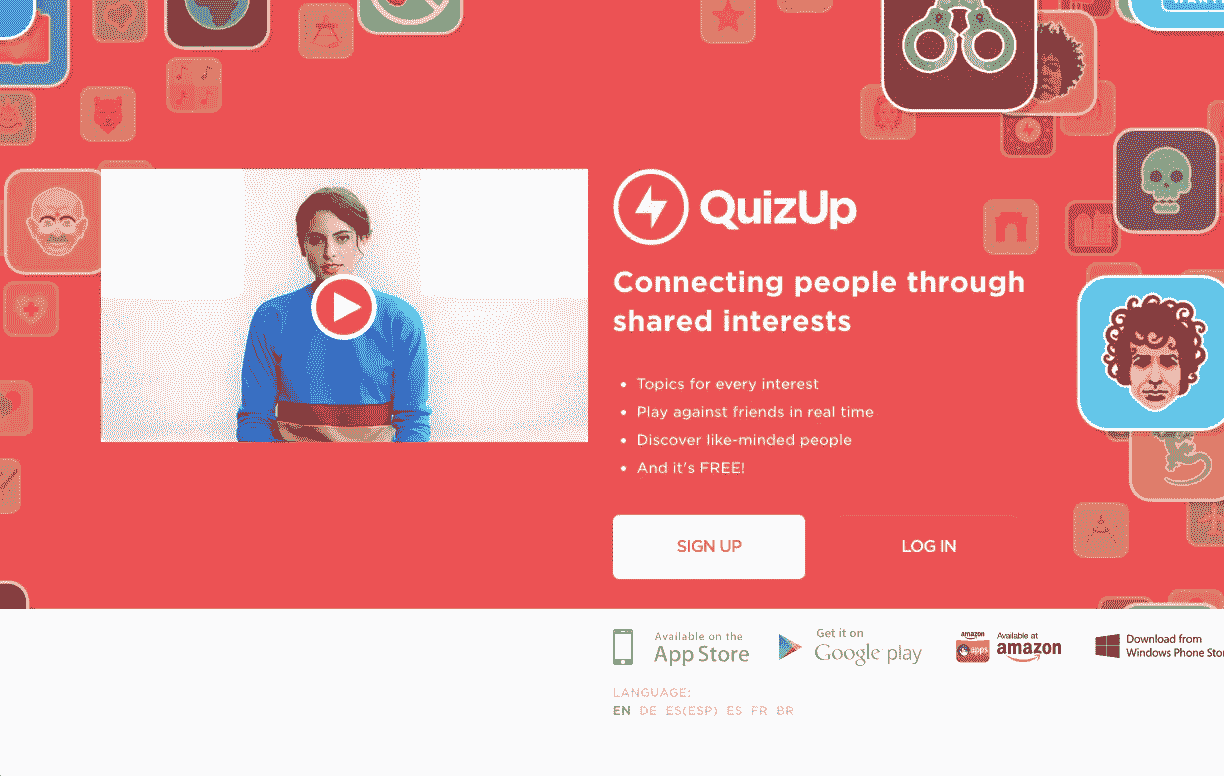 QuizUp
Connecting people through
shared interests
Topics for every interest
Play against friends in real time
Discover like-minded people
And it's FREE!
SIGN UP
LOG IN
Available on the
App Store
Get it on
Google play
amazon
apps
Available at
amazon
Download from
Windows Phone Sto
LANGUAGE:
EN DE ES(ESP) ES FR BR